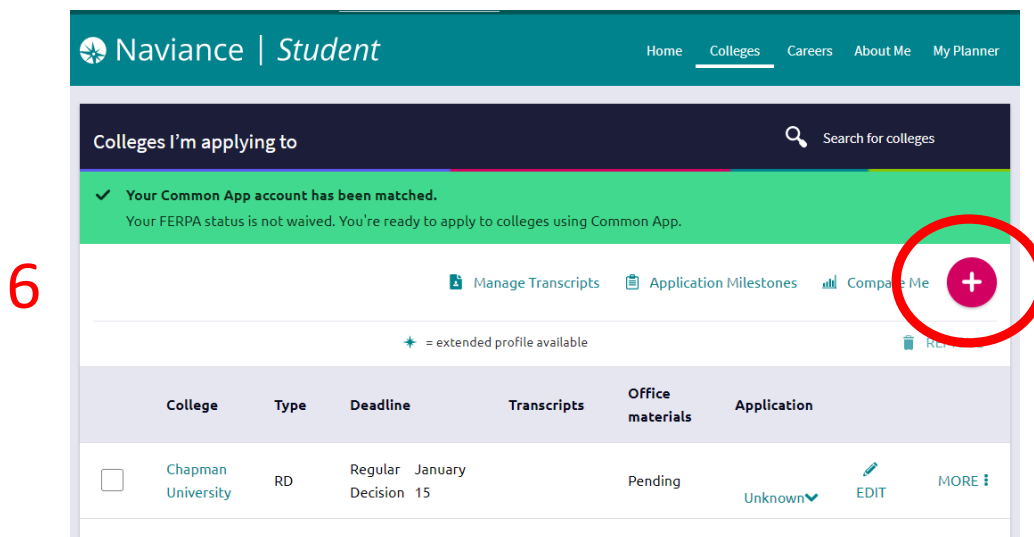 Naviance | Student
Home Colleges Careers About Me My Planner
Colleges I'm applying to
Search for colleges
Your Common App account has been matched.
Your FERPA status is not waived. You're ready to apply to colleges using Common App.
6
Manage Transcripts Application Milestones Compare Me
= extended profile available
College Type Deadline Transcripts Office materials Application
Chapman University RD Regular Decision January 15 Pending Unknown EDIT MORE